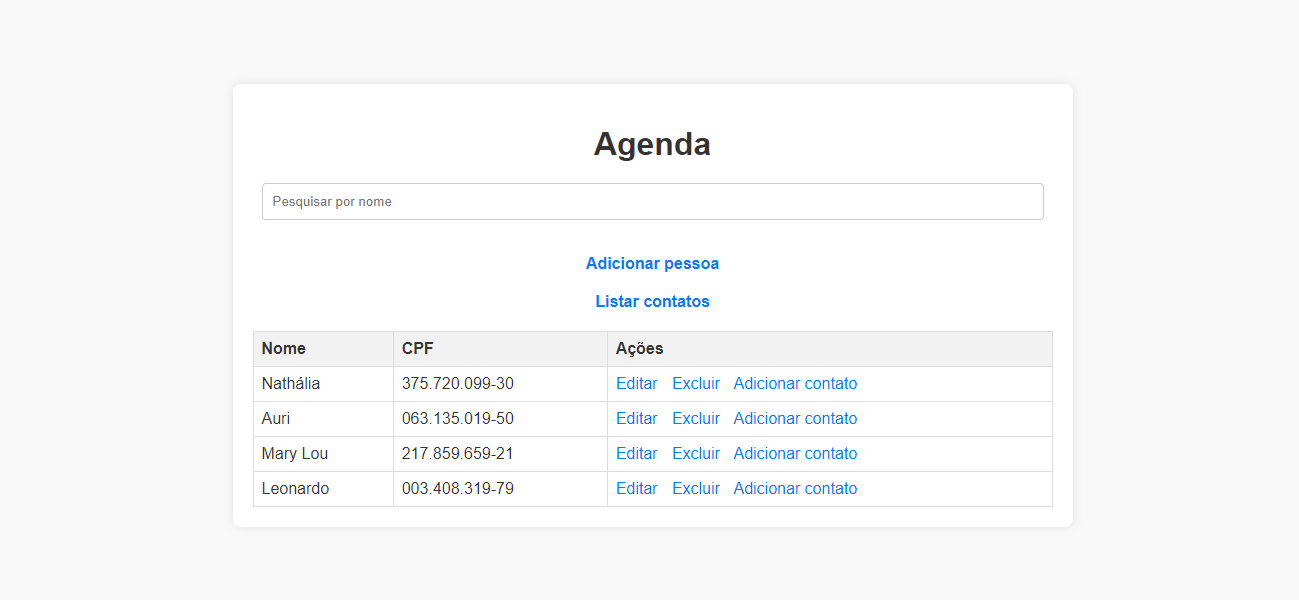 Agenda
Pesquisar por nome
Adicionar pessoa
Listar contatos
Nome CPF Ações
Nathália 375.720.099-30 Editar Excluir Adicionar contato
Auri 063.135.019-50 Editar Excluir Adicionar contato
Mary Lou 217.859.659-21 Editar Excluir Adicionar contato
Leonardo 003.408.319-79 Editar Excluir Adicionar contato